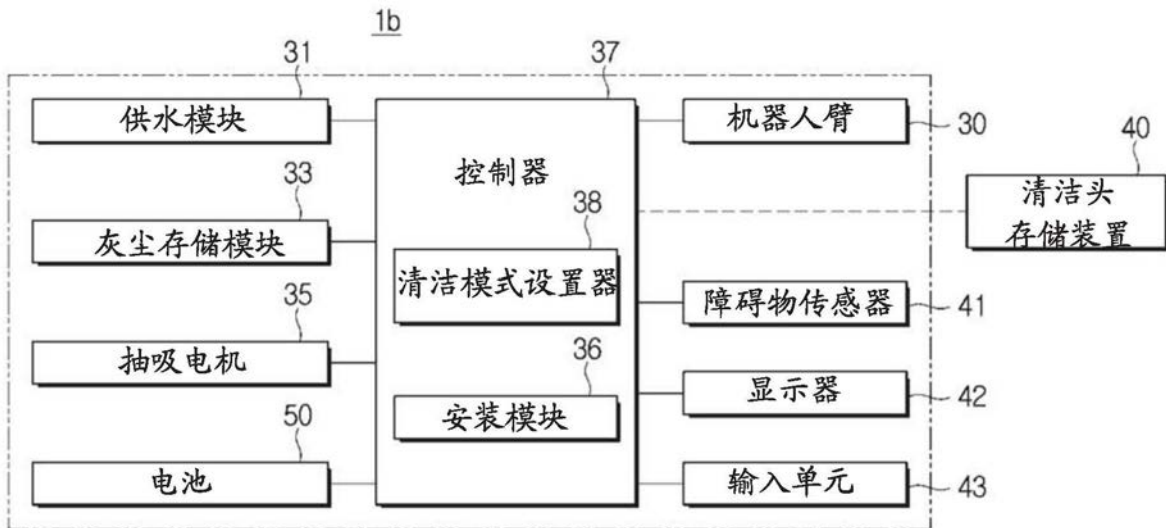 1b
31
37
供水模块
机器人臂
30
40
控制器
清洁头
存储装置
33
38
灰尘存储模块
清洁模式设置器
障碍物传感器
41
35
36
抽吸电机
显示器
42
安装模块
50
电池
输入单元
43